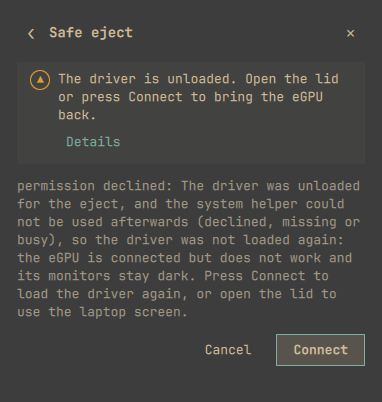 Safe eject
The driver is unloaded. Open the lid
or press Connect to bring the eGPU
back.
Details
permission declined: The driver was unloaded
for the eject, and the system helper could
not be used afterwards (declined, missing or
busy), so the driver was not loaded again:
the eGPU is connected but does not work and
its monitors stay dark. Press Connect to
load the driver again, or open the lid to
use the laptop screen.
Cancel
Connect